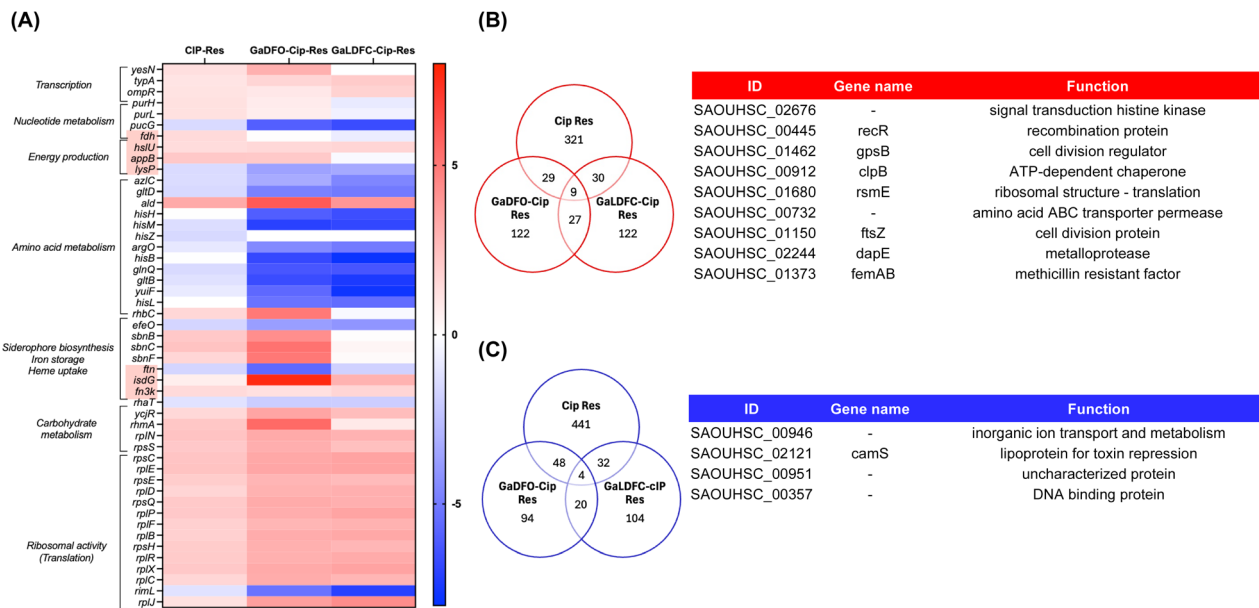 (A)
CIP-Res GaDFO-Cip-Res GaLDFC-Cip-Res
Transcription
Nucleotide metabolism
Energy production
Amino acid metabolism
Siderophore biosynthesis
Iron storage
Heme uptake
Carbohydrate
metabolism
Ribosomal activity
(Translation)
yesN
typA
ompR
purH
purL
pucG
fdh
hslU
appB
lysP
azlC
gltD
ald
hisH
hisM
hisZ
argO
hisB
glnQ
gltB
yuiF
hisL
rhbC
efeO
sbnB
sbnC
sbnF
ftn
isdG
fn3k
rhaT
ycjR
rhmA
rplN
rpsS
rpsC
rplE
rpsE
rplD
rpsQ
rplP
rplF
rplB
rpsH
rplR
rplX
rplC
rimL
rplJ
5
0
-5
(B)
Cip Res
321
29
30
9
GaDFO-Cip
Res
122
27
GaLDFC-Cip
Res
122
ID Gene name Function
SAOUHSC_02676 - signal transduction histine kinase
SAOUHSC_00445 recR recombination protein
SAOUHSC_01462 gpsB cell division regulator
SAOUHSC_00912 clpB ATP-dependent chaperone
SAOUHSC_01680 rsmE ribosomal structure - translation
SAOUHSC_00732 - amino acid ABC transporter permease
SAOUHSC_01150 ftsZ cell division protein
SAOUHSC_02244 dapE metalloprotease
SAOUHSC_01373 femAB methicillin resistant factor
(C)
Cip Res
441
48
32
4
GaDFO-Cip
Res
94
20
GaLDFC-cIP
Res
104
ID Gene name Function
SAOUHSC_00946 - inorganic ion transport and metabolism
SAOUHSC_02121 camS lipoprotein for toxin repression
SAOUHSC_00951 - uncharacterized protein
SAOUHSC_00357 - DNA binding protein